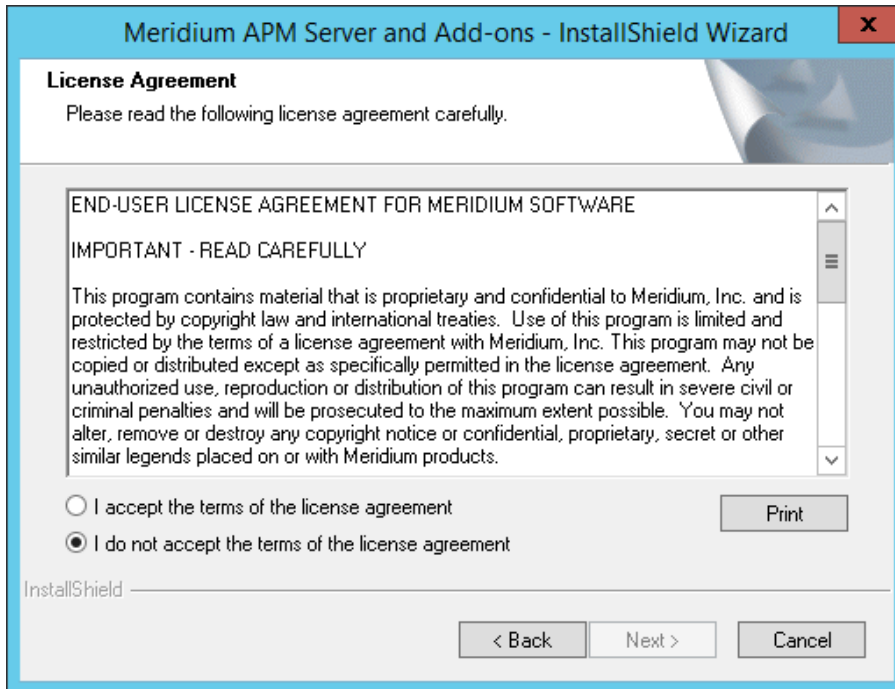 Meridium APM Server and Add-ons - InstallShield Wizard
x
License Agreement
Please read the following license agreement carefully.
END-USER LICENSE AGREEMENT FOR MERIDIUM SOFTWARE
IMPORTANT - READ CAREFULLY
This program contains material that is proprietary and confidential to Meridium, Inc. and is
protected by copyright law and international treaties.  Use of this program is limited and
restricted by the terms of a license agreement with Meridium, Inc. This program may not be
copied or distributed except as specifically permitted in the license agreement.  Any
unauthorized use, reproduction or distribution of this program can result in severe civil or
criminal penalties and will be prosecuted to the maximum extent possible.  You may not
alter, remove or destroy any copyright notice or confidential, proprietary, secret or other
similar legends placed on or with Meridium products.
I accept the terms of the license agreement
Print
I do not accept the terms of the license agreement
InstallShield
< Back
Next >
Cancel